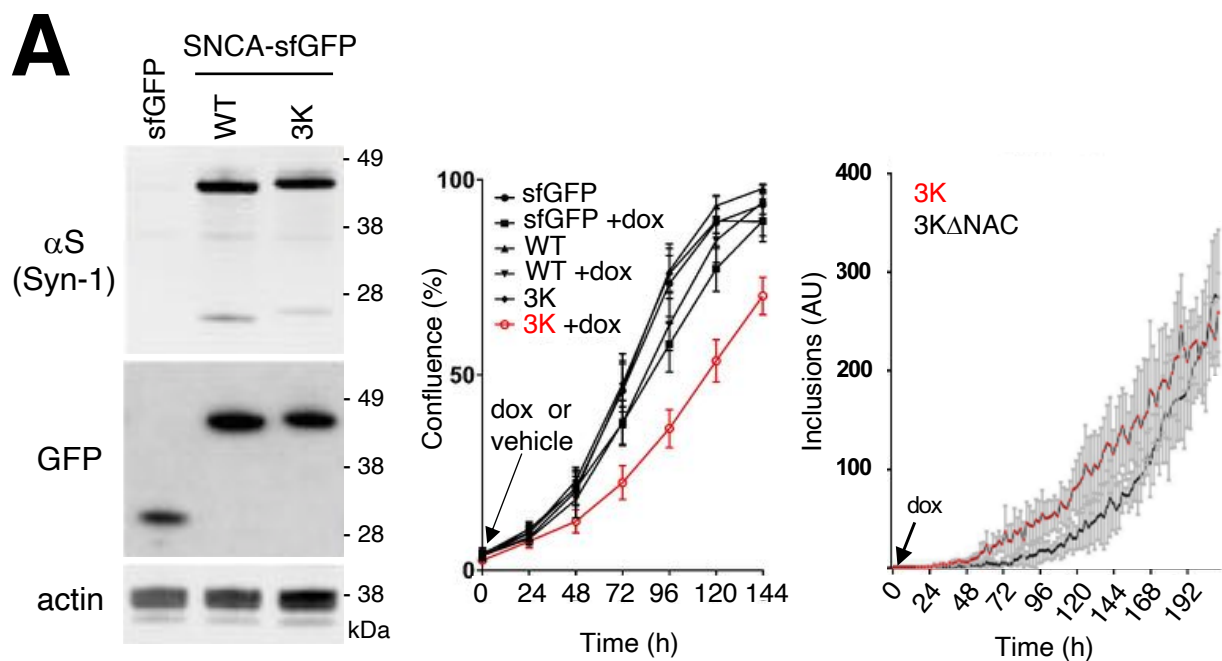 A
SNCA-sfGFP
sfGFP
WT
3K
αS
(Syn-1)
- 49
- 38
- 28
GFP
- 49
- 38
- 28
actin
- 38
kDa
100
50
0
Confluence (%)
sfGFP
sfGFP +dox
WT
WT +dox
3K
3K +dox
dox or
vehicle
0 24 48 72 96 120 144
Time (h)
400
300
200
100
Inclusions (AU)
3K
3KΔNAC
dox
0 24 48 72 96 120 144 168 192
Time (h)